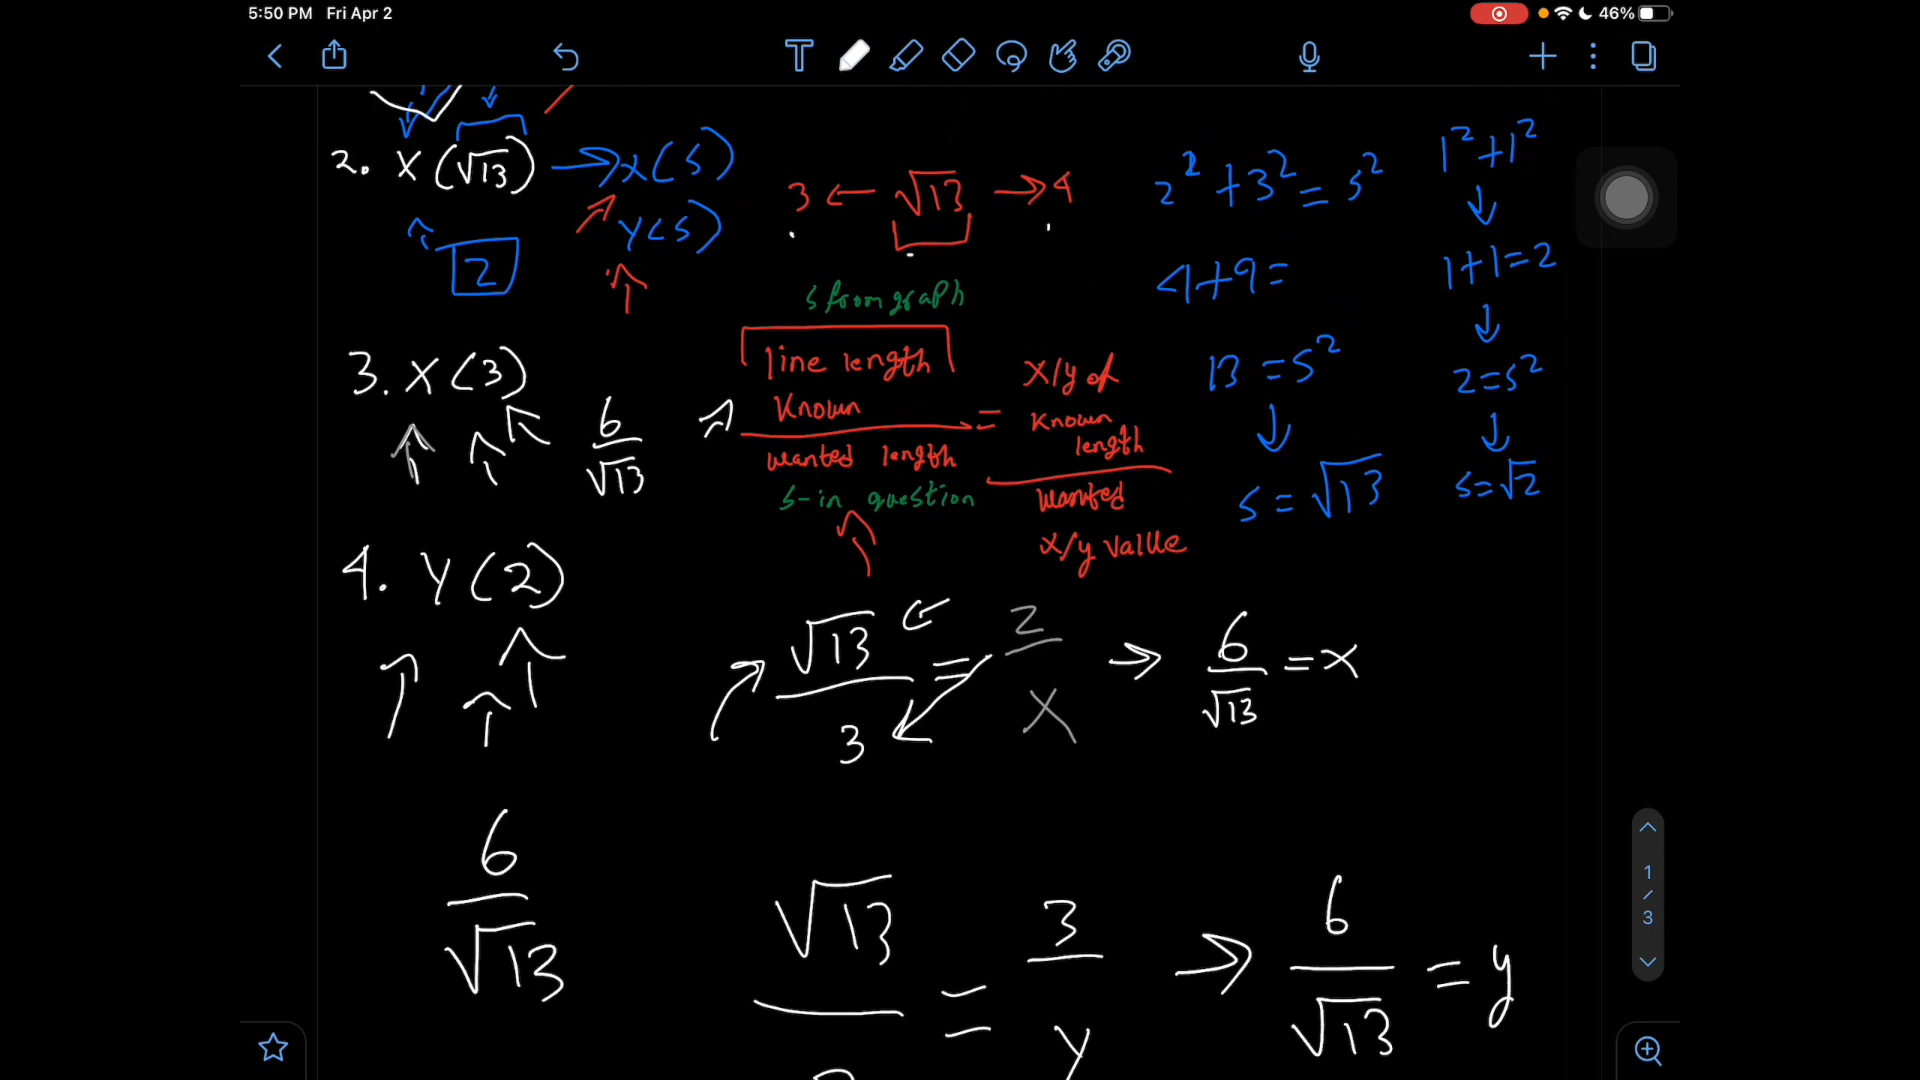 5:50 PM Fri Apr 2
46%
2. X(√13) → x(s)
y(s)
2
3 ← √13 → 4
s from graph
line length
Known
wanted length
s-in question
=
x/y of
Known
length
wanted
x/y value
2² + 3² = s²
4+9=
13 = s²
s = √13
1² + 1²
1+1=2
2=s²
s=√2
3. X(3)
6/√13
4. Y(2)
√13/3 = 2/x → 6/√13 = x
6/√13
√13 = 3/y → 6/√13 = y
1
/
3